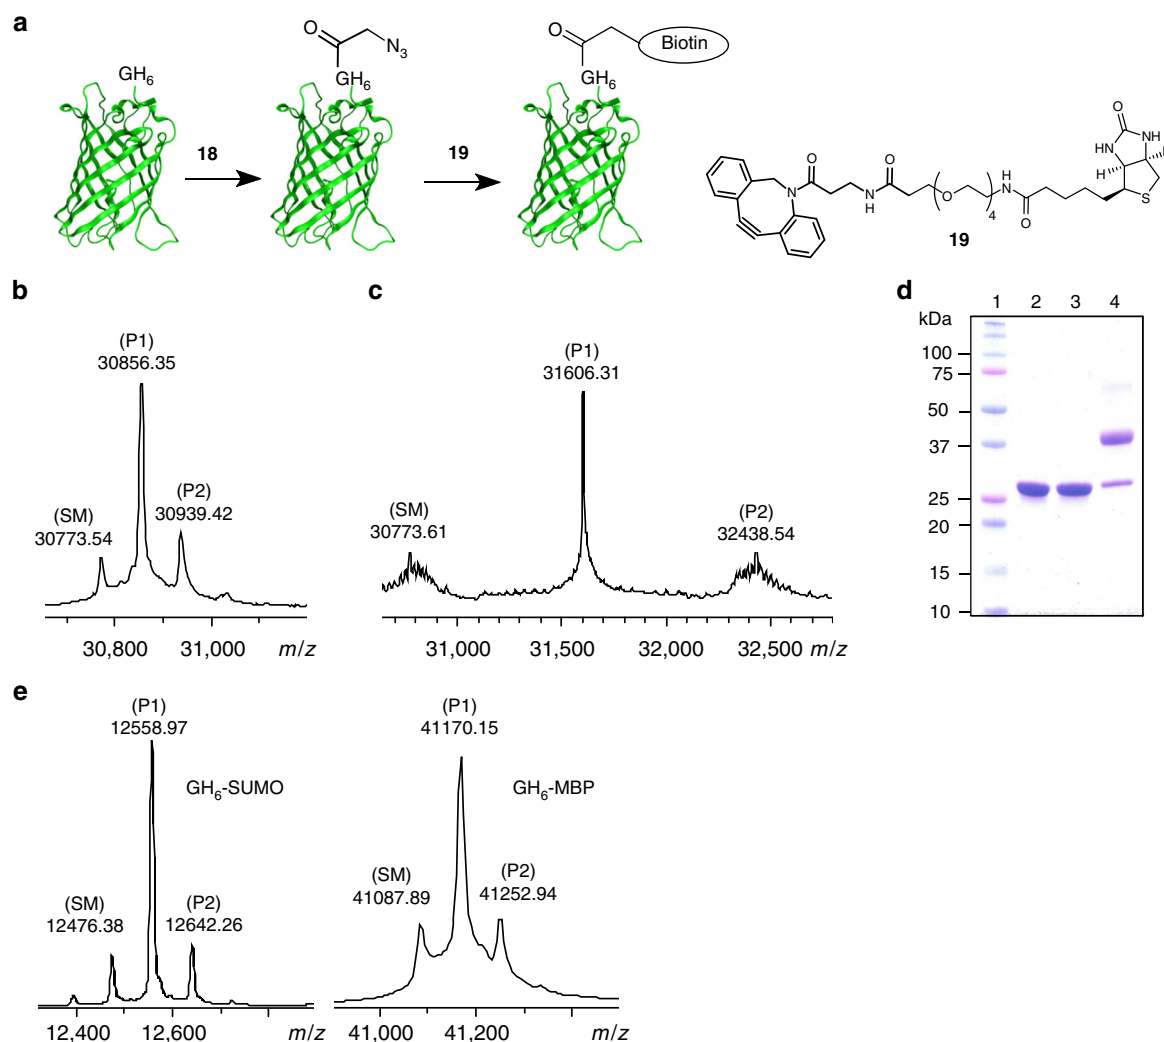 a
GH6
18
O
N3
GH6
19
O
Biotin
GH6
O
HN
NH
H
S
O
N
O
N
H
O
O
4
H
N
O
19
b
(P1)
30856.35
(P2)
30939.42
(SM)
30773.54
30,800 31,000 m/z
c
(P1)
31606.31
(SM)
30773.61
(P2)
32438.54
31,000 31,500 32,000 32,500 m/z
d
1 2 3 4
kDa
100
75
50
37
25
20
15
10
e
(P1)
12558.97
GH6-SUMO
(SM)
12476.38
(P2)
12642.26
12,400 12,600 m/z
(P1)
41170.15
GH6-MBP
(SM)
41087.89
(P2)
41252.94
41,000 41,200 m/z